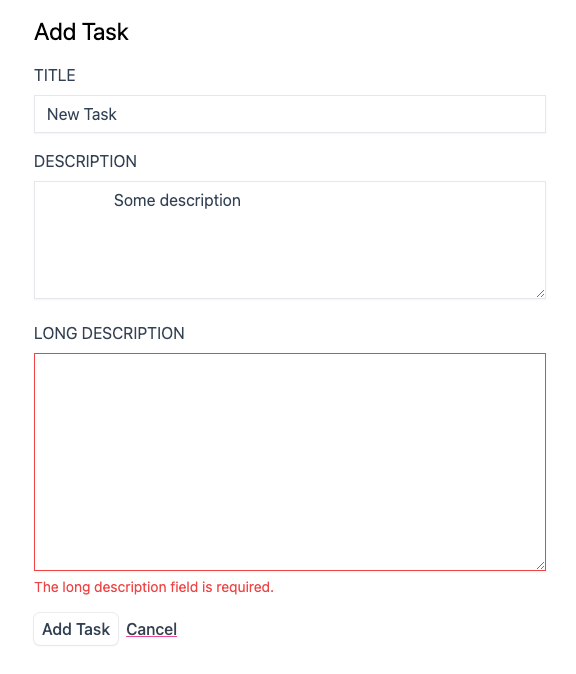 Add Task
TITLE
New Task
DESCRIPTION
Some description
LONG DESCRIPTION
The long description field is required.
Add Task Cancel